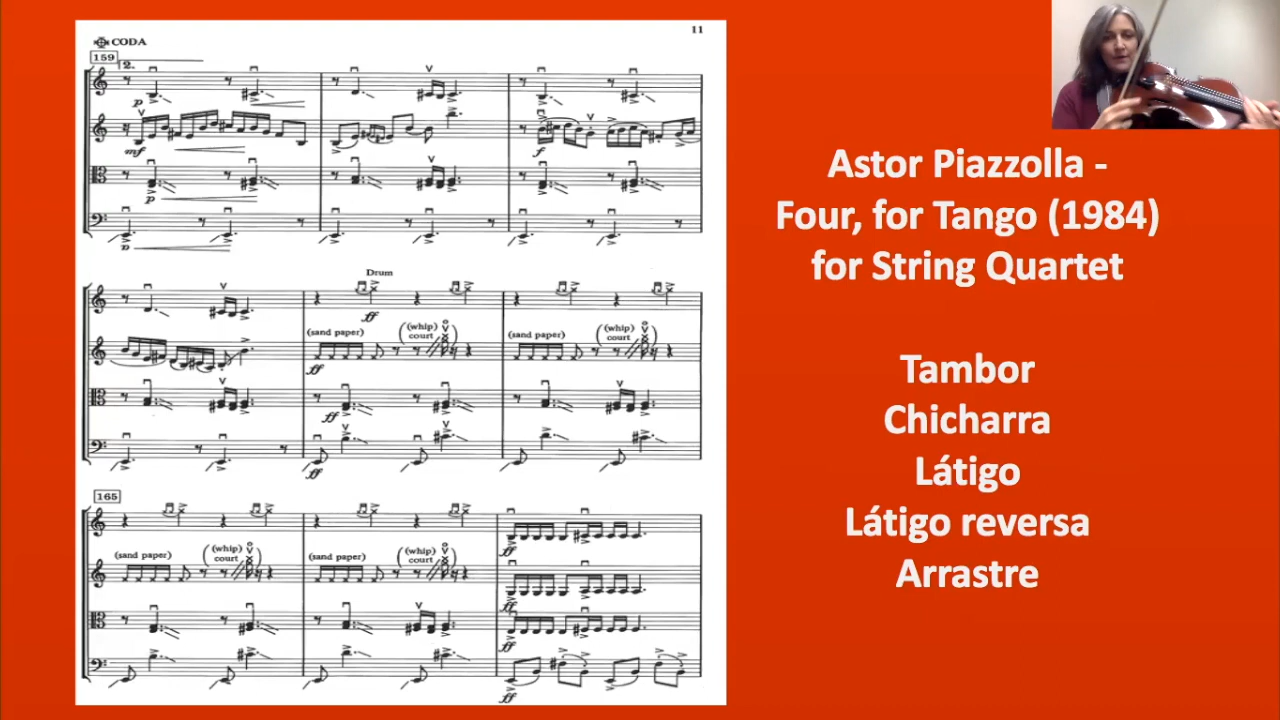 11
CODA
159
2.
p
mf
f
p
p
Drum
ff
(sand paper)
(whip)
court
(sand paper)
(whip)
court
ff
ff
ff
165
(sand paper)
(whip)
court
(sand paper)
(whip)
court
ff
ff
ff
ff
Astor Piazzolla -
Four, for Tango (1984)
for String Quartet
Tambor
Chicharra
Látigo
Látigo reversa
Arrastre